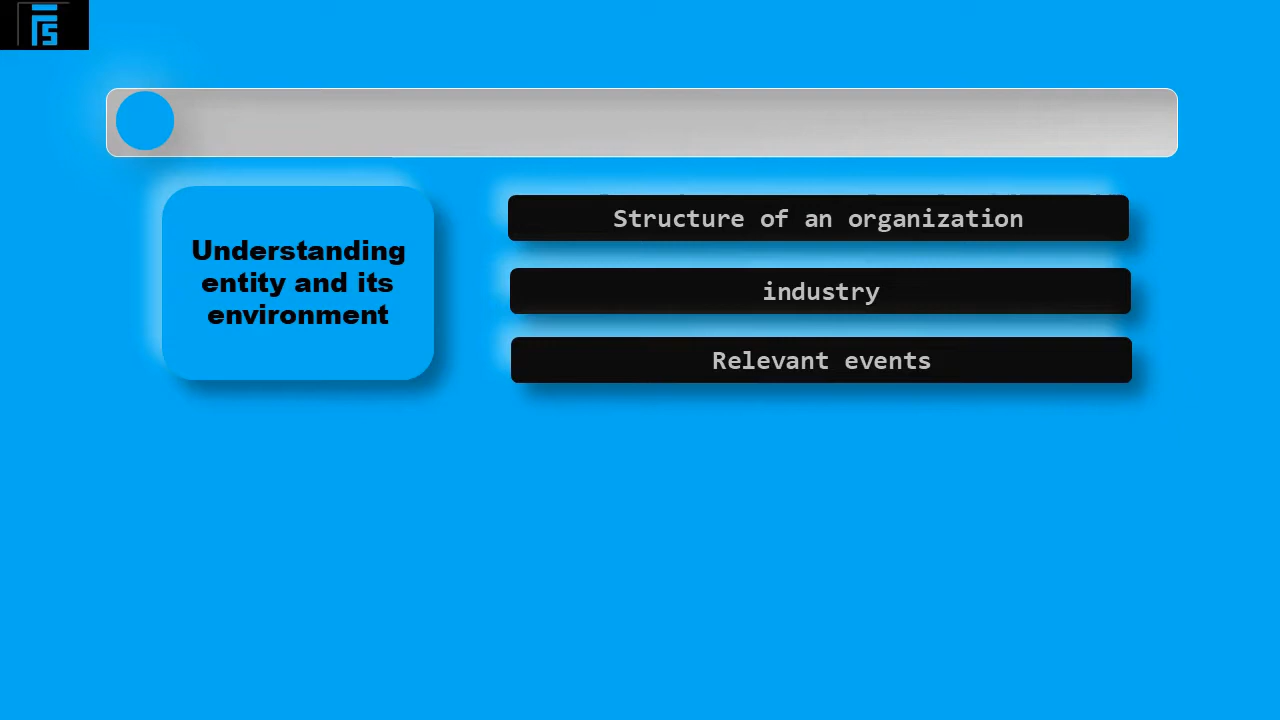 Understanding
entity and its
environment
Structure of an organization
industry
Relevant events